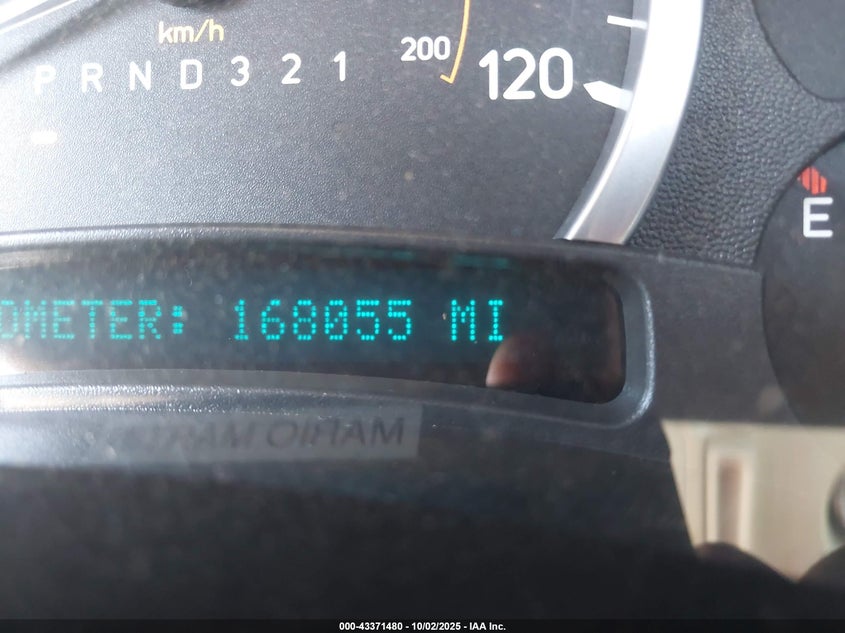 km/h
200
120
P R N D 3 2 1
E
OMETER: 168055 MI
000-43371480 - 10/02/2025 - IAA Inc.